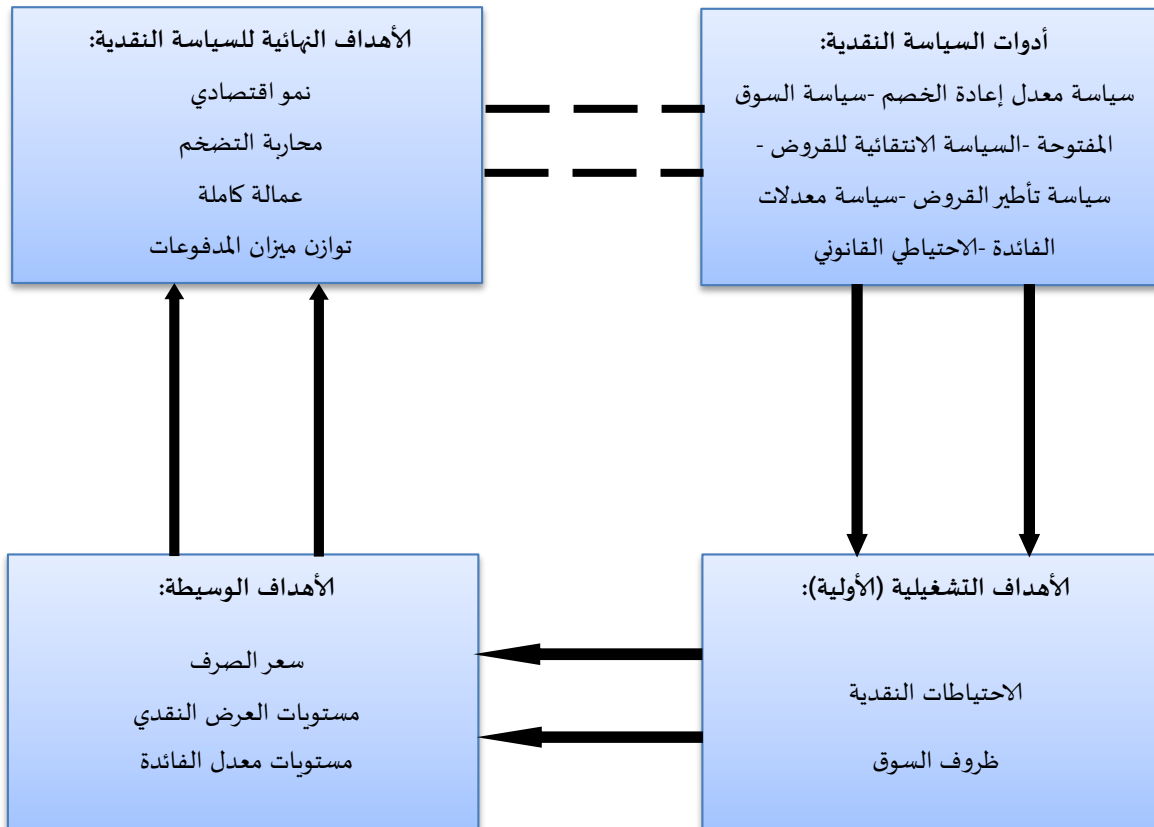 أدوات السياسة النقدية:
سياسة معدل إعادة الخصم -سياسة السوق
المفتوحة -السياسة الانتقائية للقروض -
سياسة تأطير القروض -سياسة معدلات
الفائدة -الاحتياطي القانوني
الأهداف النهائية للسياسة النقدية:
نمو اقتصادي
محاربة التضخم
عمالة كاملة
توازن ميزان المدفوعات
الأهداف التشغيلية (الأولية):
الاحتياطات النقدية
ظروف السوق
الأهداف الوسيطة:
سعر الصرف
مستويات العرض النقدي
مستويات معدل الفائدة